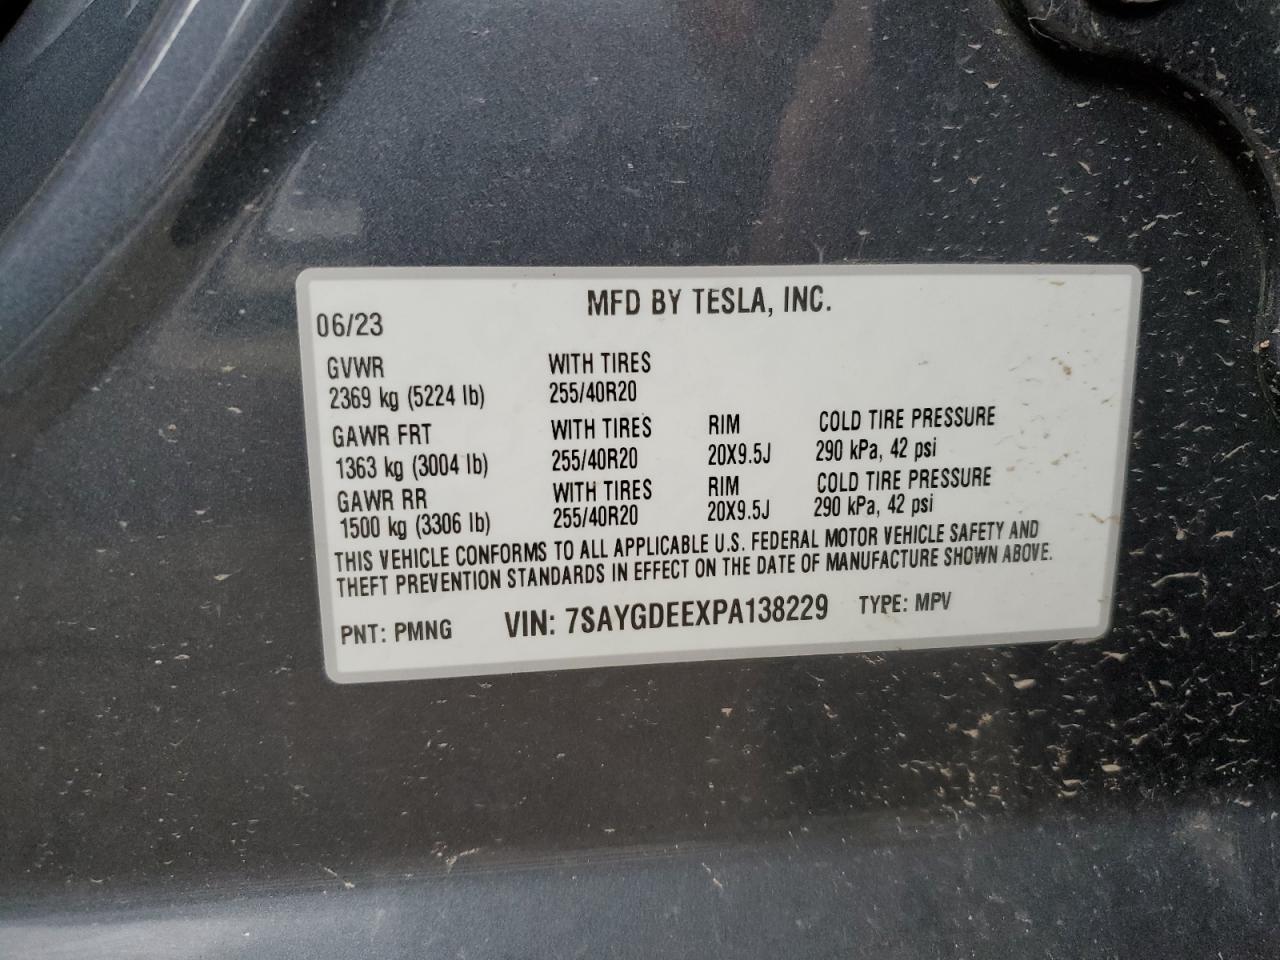 MFD BY TESLA, INC.
06/23
GVWR WITH TIRES
2369 kg (5224 lb) 255/40R20
GAWR FRT WITH TIRES RIM COLD TIRE PRESSURE
1363 kg (3004 lb) 255/40R20 20X9.5J 290 kPa, 42 psi
GAWR RR WITH TIRES RIM COLD TIRE PRESSURE
1500 kg (3306 lb) 255/40R20 20X9.5J 290 kPa, 42 psi
THIS VEHICLE CONFORMS TO ALL APPLICABLE U.S. FEDERAL MOTOR VEHICLE SAFETY AND
THEFT PREVENTION STANDARDS IN EFFECT ON THE DATE OF MANUFACTURE SHOWN ABOVE.
PNT: PMNG VIN: 7SAYGDEEXPA138229 TYPE: MPV